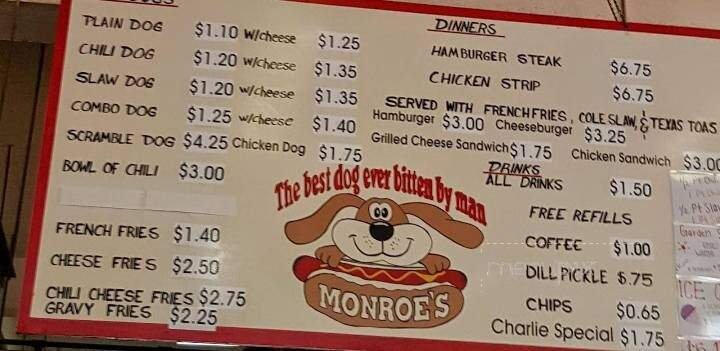 PLAIN DOG $1.10 w/cheese $1.25
CHILI DOG $1.20 w/cheese $1.35
SLAW DOG $1.20 w/cheese $1.35
COMBO DOG $1.25 w/cheese $1.40
SCRAMBLE DOG $4.25 Chicken Dog $1.75
BOWL OF CHILI $3.00
FRENCH FRIES $1.40
CHEESE FRIES $2.50
CHILI CHEESE FRIES $2.75
GRAVY FRIES $2.25
The best dog ever bitten by man
MONROE'S
DINNERS
HAMBURGER STEAK $6.75
CHICKEN STRIP $6.75
SERVED WITH FRENCH FRIES, COLE SLAW, & TEXAS TOAS
Hamburger $3.00 Cheeseburger $3.25
Grilled Cheese Sandwich $1.75 Chicken Sandwich $3.00
DRINKS
ALL DRINKS $1.50
FREE REFILLS
COFFEE $1.00
DILL PICKLE $.75
CHIPS $0.65
Charlie Special $1.75
½ Pt Slaw
Garden
ICE